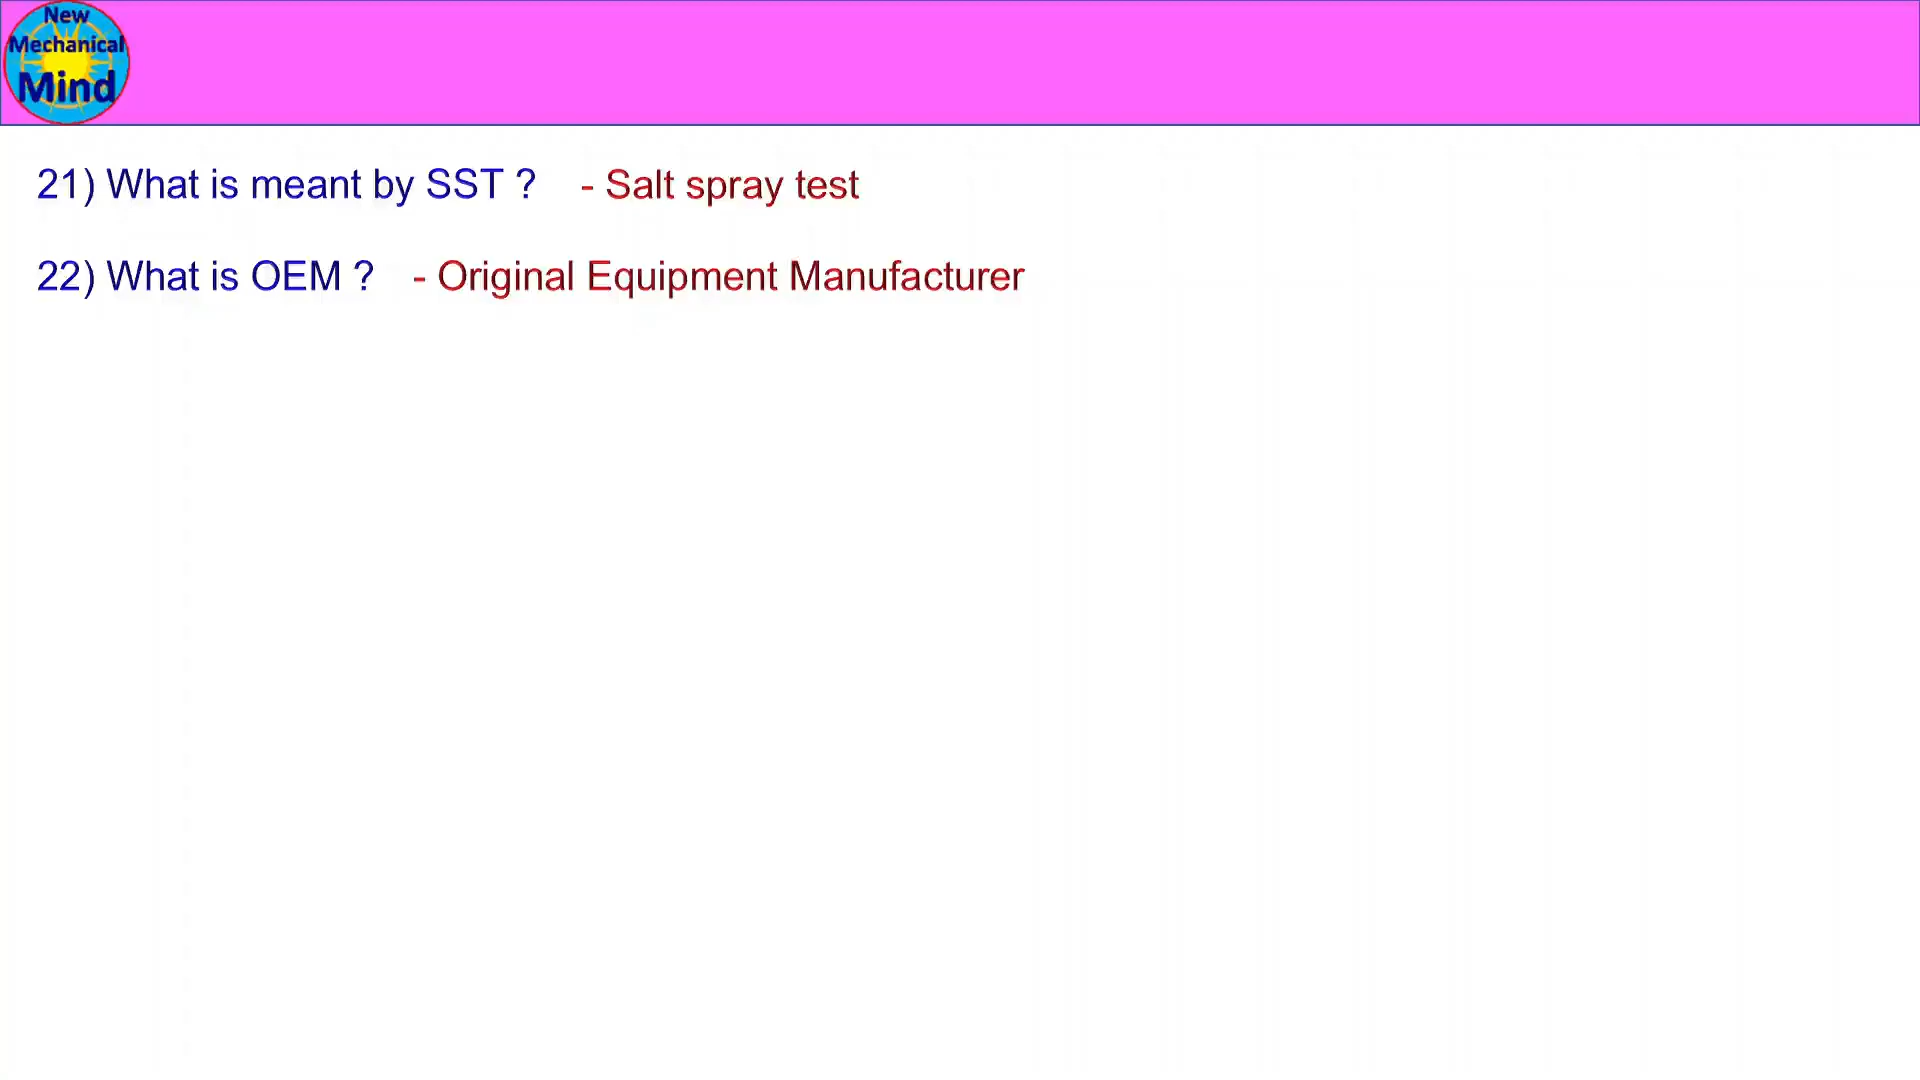 New
Mechanical
Mind
21) What is meant by SST ? - Salt spray test
22) What is OEM ? - Original Equipment Manufacturer